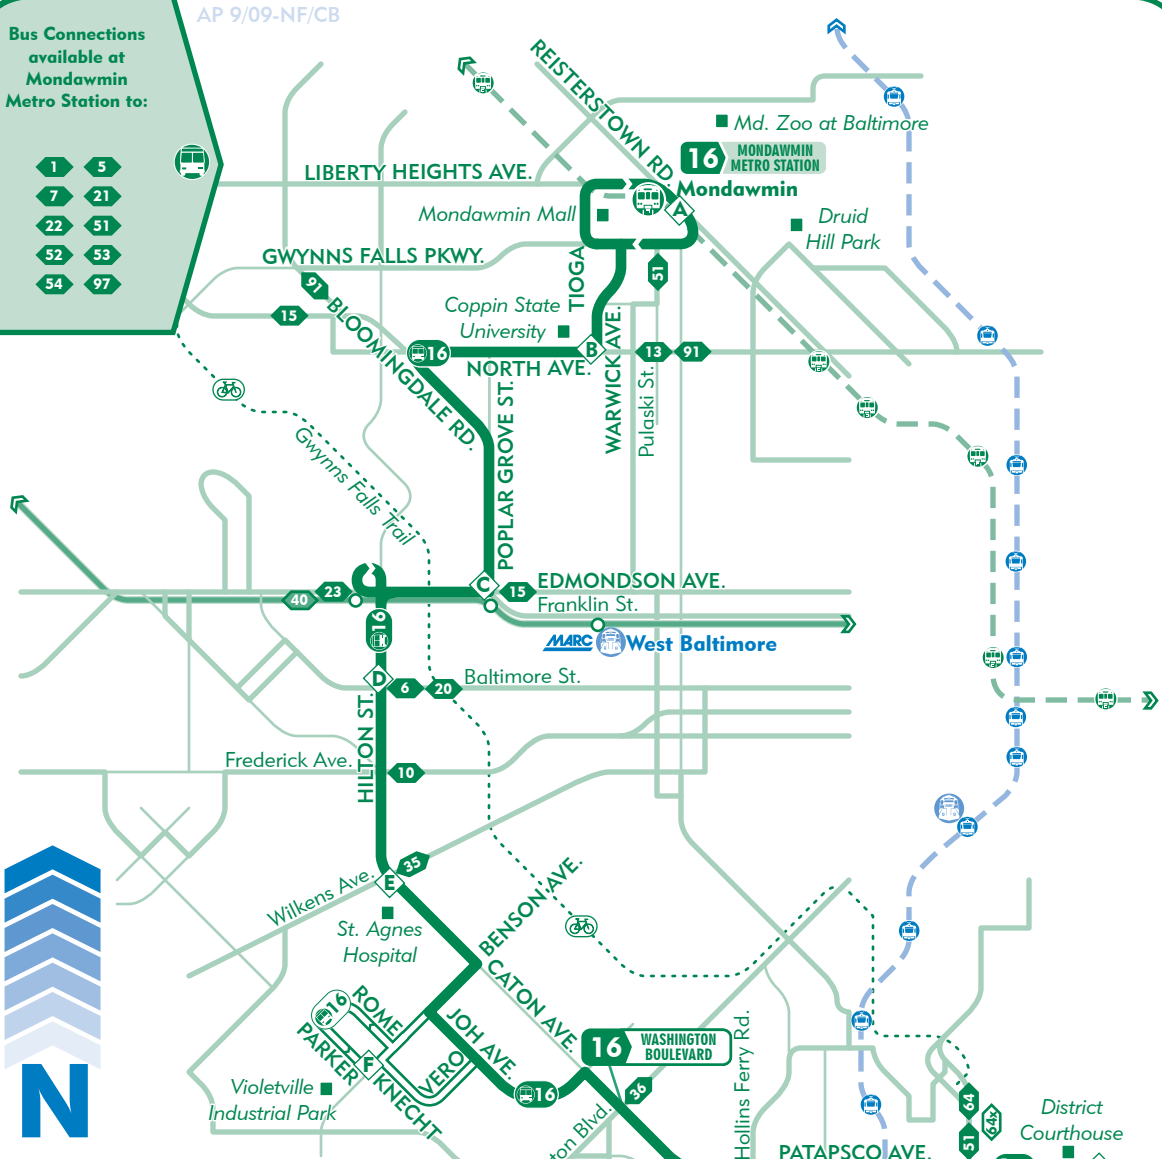 AP 9/09-NF/CB
Bus Connections
available at
Mondawmin
Metro Station to:
1 5
7 21
22 51
52 53
54 97
REISTERSTOWN RD.
Md. Zoo at Baltimore
16 MONDAWMIN
METRO STATION
LIBERTY HEIGHTS AVE.
Mondawmin
A
Mondawmin Mall
Druid
Hill Park
GWYNNS FALLS PKWY.
TIOGA
51
91
15
BLOOMINGDALE RD.
Coppin State
University
16
B
13
91
NORTH AVE.
WARWICK AVE.
Pulaski St.
POPLAR GROVE ST.
Gwynns Falls Trail
C
15
EDMONDSON AVE.
Franklin St.
40
23
16
MARC
West Baltimore
D
6
20
Baltimore St.
HILTON ST.
Frederick Ave.
10
35
E
Wilkens Ave.
St. Agnes
Hospital
BENSON AVE.
CATON AVE.
16
ROME
PARKER
F
KNECHT
VERO
JOH AVE.
16
16 WASHINGTON
BOULEVARD
36
ton Blvd.
Hollins Ferry Rd.
Violetville
Industrial Park
N
64
64x
51
District
Courthouse
PATAPSCO AVE.